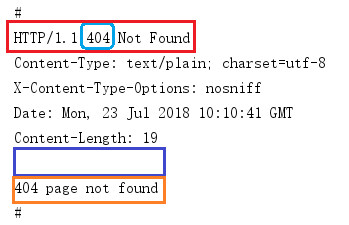 #
HTTP/1.1 404 Not Found
Content-Type: text/plain; charset=utf-8
X-Content-Type-Options: nosniff
Date: Mon, 23 Jul 2018 10:10:41 GMT
Content-Length: 19
404 page not found
#